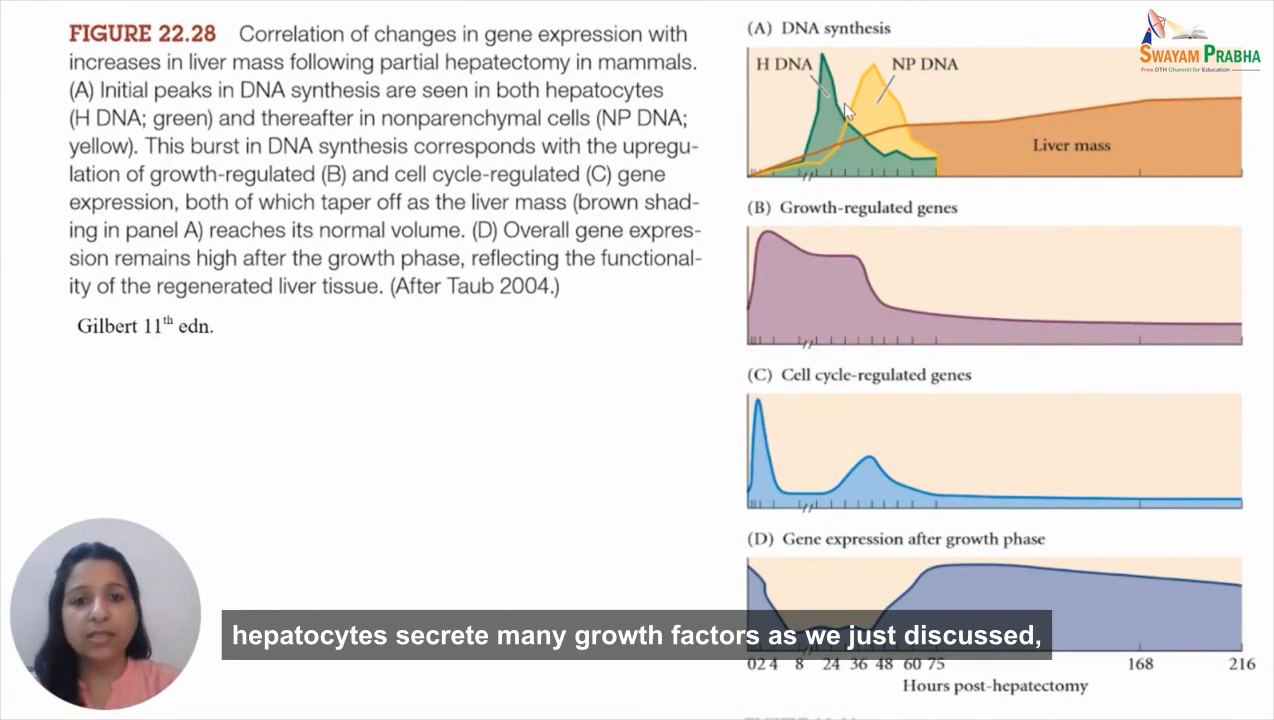 FIGURE 22.28 Correlation of changes in gene expression with
increases in liver mass following partial hepatectomy in mammals.
(A) Initial peaks in DNA synthesis are seen in both hepatocytes
(H DNA; green) and thereafter in nonparenchymal cells (NP DNA;
yellow). This burst in DNA synthesis corresponds with the upregu-
lation of growth-regulated (B) and cell cycle-regulated (C) gene
expression, both of which taper off as the liver mass (brown shad-
ing in panel A) reaches its normal volume. (D) Overall gene expres-
sion remains high after the growth phase, reflecting the functional-
ity of the regenerated liver tissue. (After Taub 2004.)
Gilbert 11th edn.
(A) DNA synthesis
H DNA
NP DNA
Liver mass
(B) Growth-regulated genes
(C) Cell cycle-regulated genes
(D) Gene expression after growth phase
0 2 4 8 24 36 48 60 75 168 216
Hours post-hepatectomy
SWAYAM PRABHA
Free DTH Channel for Education
hepatocytes secrete many growth factors as we just discussed,